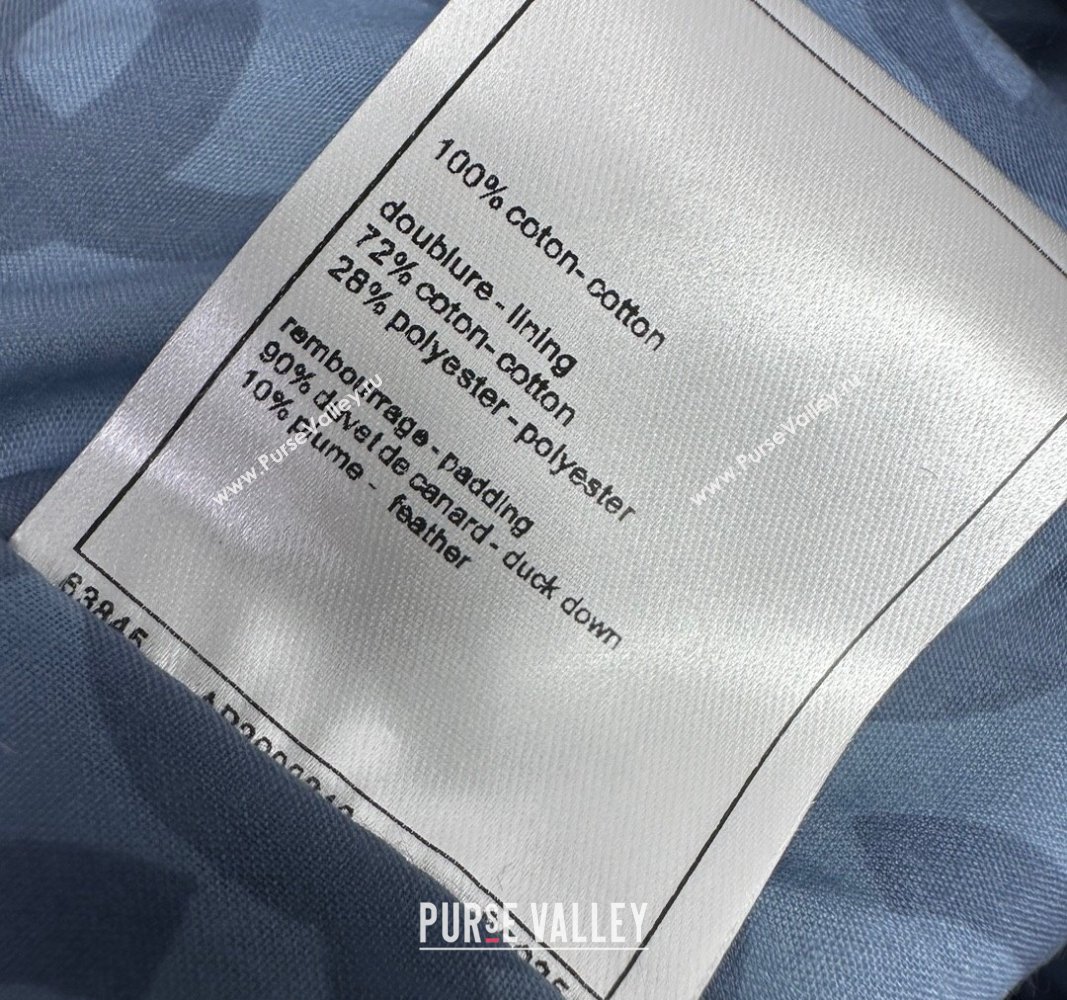 100% coton-cotton
doublure - lining
72% coton-cotton
28% polyester-polyester
rembourrage - padding
90% duvet de canard - duck down
10% plume - feather
63845
www.PurseValley.ru
www.PurseValley.ru
PURSE VALLEY